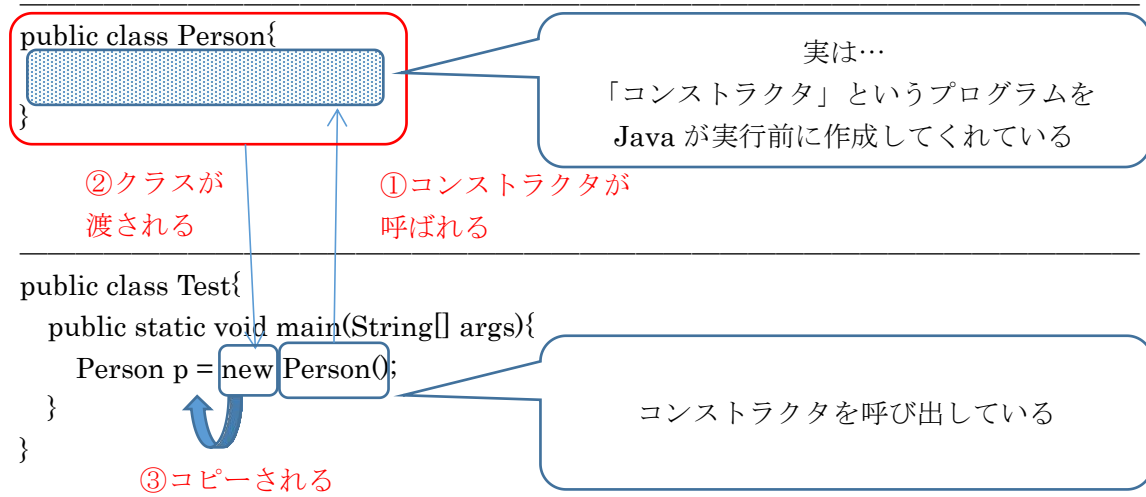 public class Person{
}
実は…
「コンストラクタ」というプログラムを
Java が実行前に作成してくれている
②クラスが
渡される
①コンストラクタが
呼ばれる
public class Test{
public static void main(String[] args){
Person p = new Person();
}
}
コンストラクタを呼び出している
③コピーされる